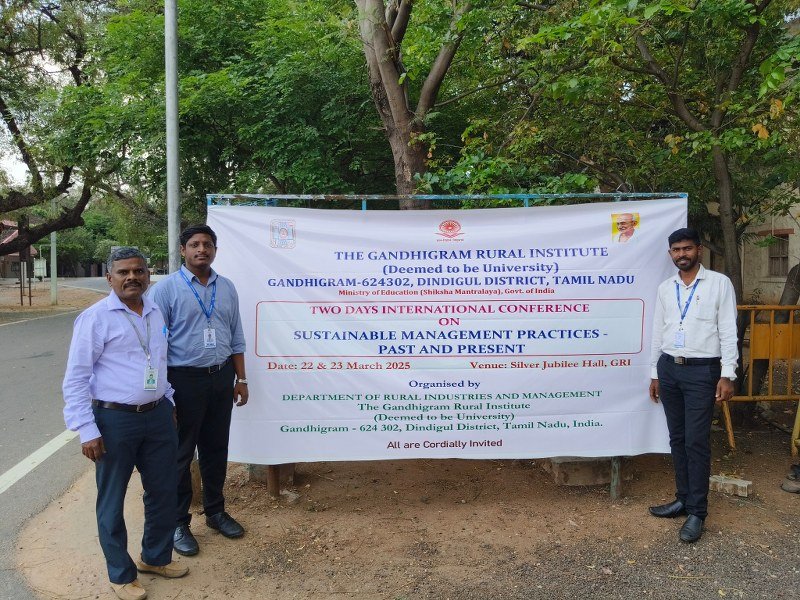 THE GANDHIGRAM RURAL INSTITUTE
(Deemed to be University)
GANDHIGRAM-624302, DINDIGUL DISTRICT, TAMIL NADU
Ministry of Education (Shiksha Mantralaya), Govt. of India
TWO DAYS INTERNATIONAL CONFERENCE
ON
SUSTAINABLE MANAGEMENT PRACTICES -
PAST AND PRESENT
Date: 22 & 23 March 2025 Venue: Silver Jubilee Hall, GRI
Organised by
DEPARTMENT OF RURAL INDUSTRIES AND MANAGEMENT
The Gandhigram Rural Institute
(Deemed to be University)
Gandhigram - 624 302, Dindigul District, Tamil Nadu, India.
All are Cordially Invited